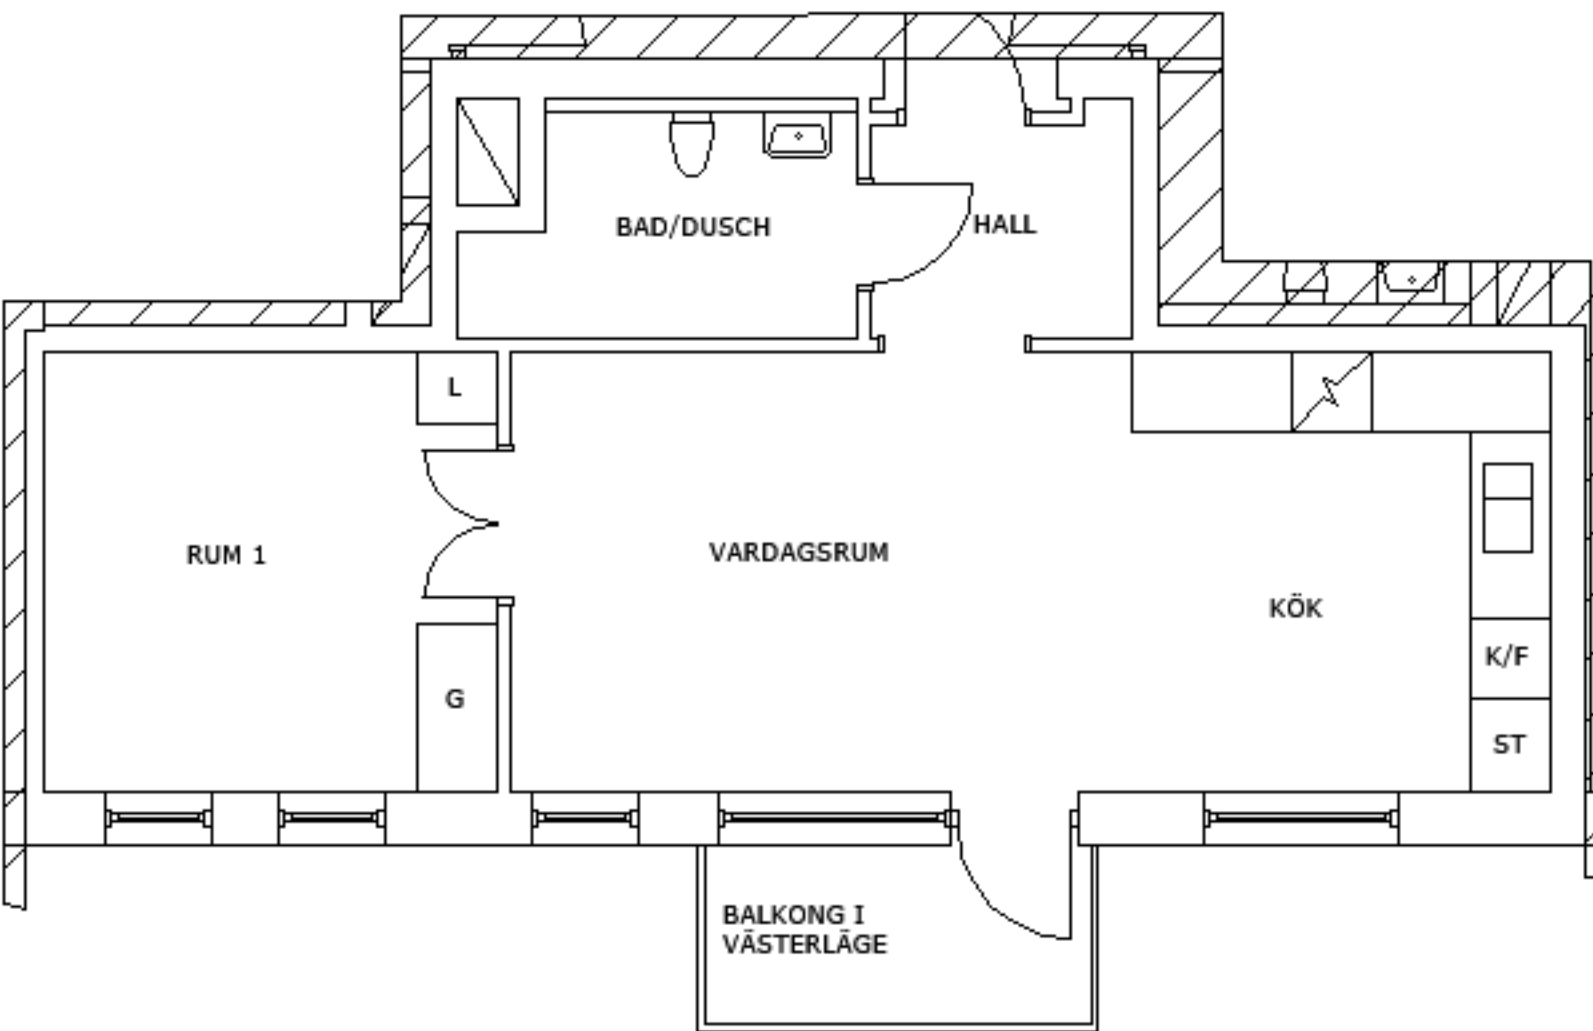 BAD/DUSCH
HALL
L
RUM 1
VARDAGSRUM
KÖK
K/F
G
ST
BALKONG I
VÄSTERLÄGE